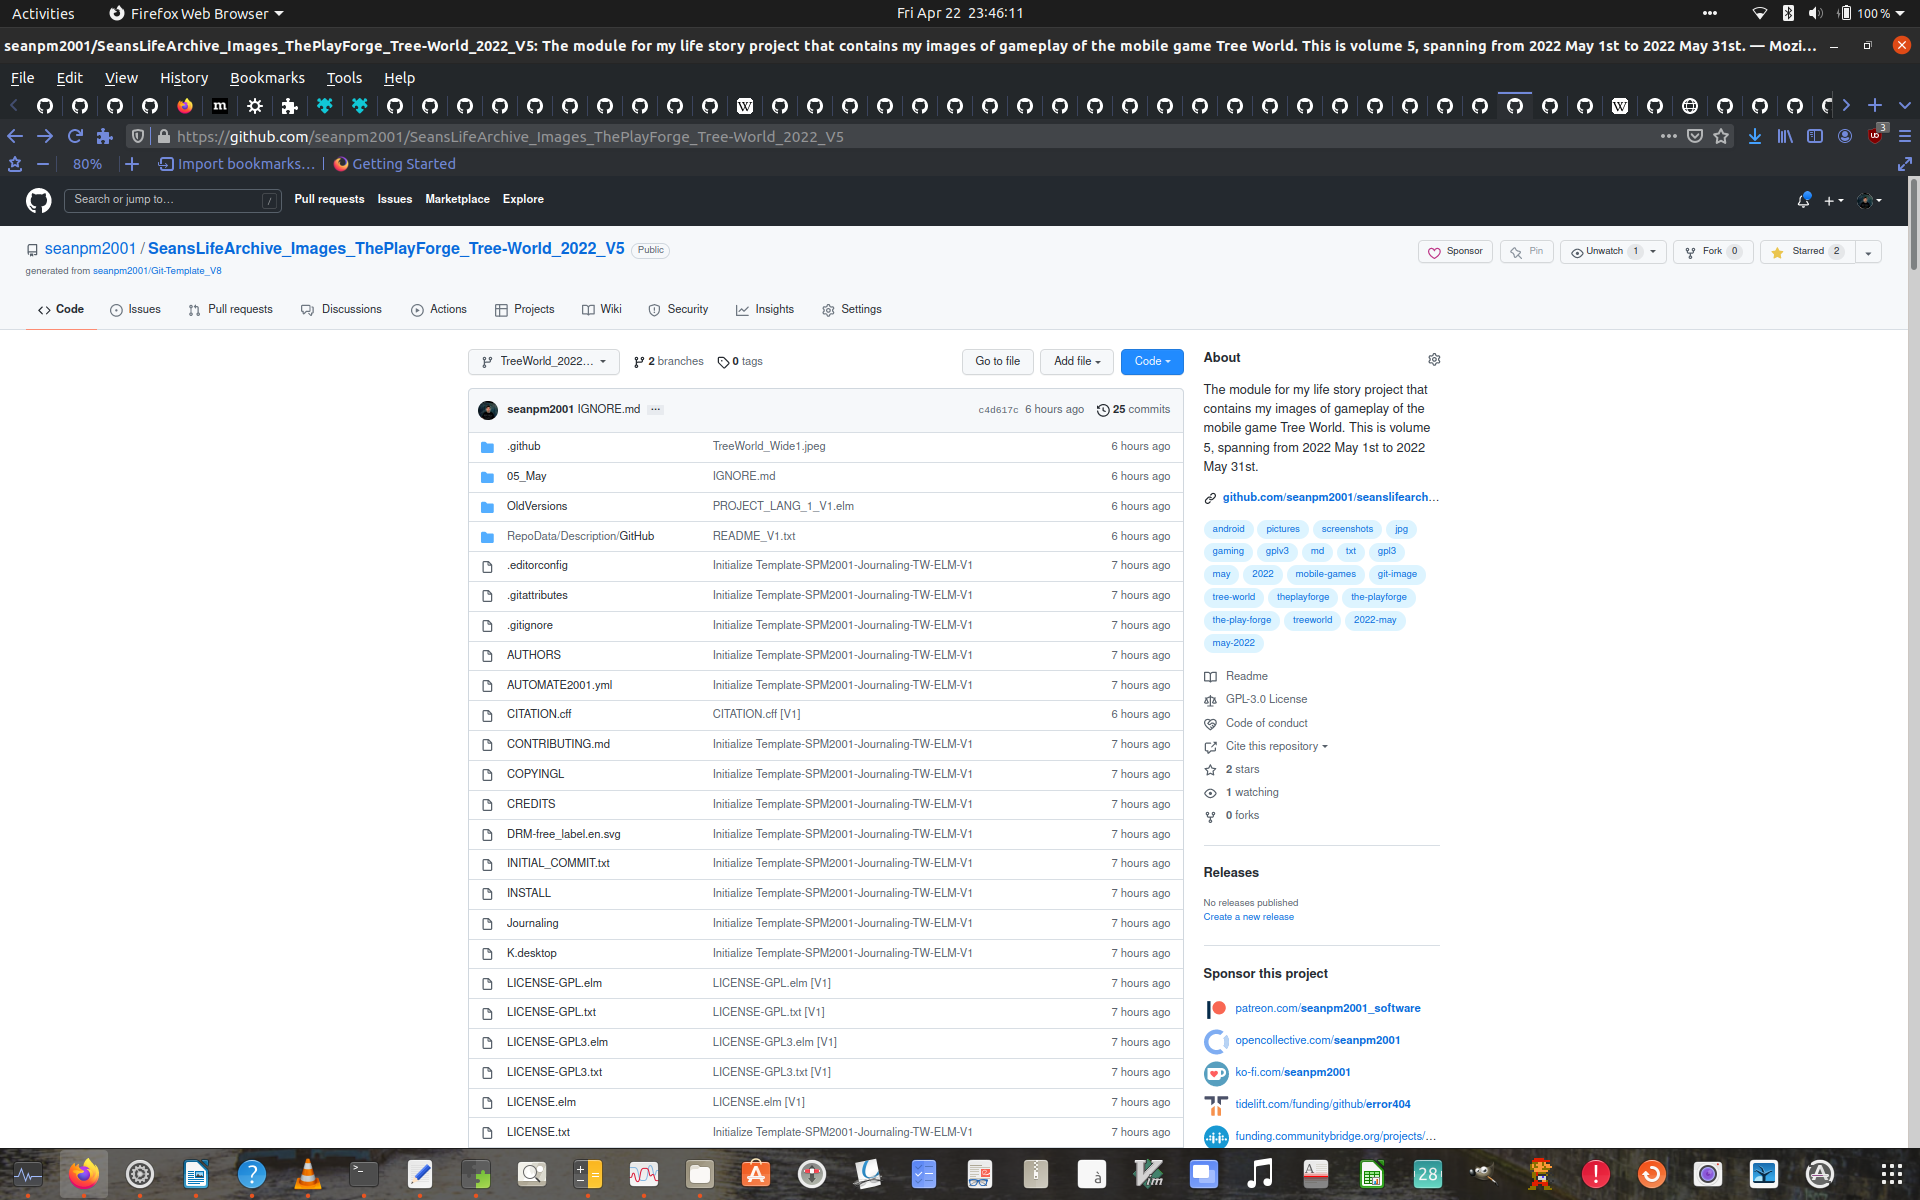 Activities
Firefox Web Browser
Fri Apr 22 23:46:11
100 %
seanpm2001/SeansLifeArchive_Images_ThePlayForge_Tree-World_2022_V5: The module for my life story project that contains my images of gameplay of the mobile game Tree World. This is volume 5, spanning from 2022 May 1st to 2022 May 31st. — Mozi…
File Edit View History Bookmarks Tools Help
https://github.com/seanpm2001/SeansLifeArchive_Images_ThePlayForge_Tree-World_2022_V5
3
80%
Import bookmarks…
Getting Started
Search or jump to…
/
Pull requests Issues Marketplace Explore
seanpm2001 / SeansLifeArchive_Images_ThePlayForge_Tree-World_2022_V5 Public
generated from seanpm2001/Git-Template_V8
Sponsor
Pin
Unwatch 1
Fork 0
Starred 2
Code Issues Pull requests Discussions Actions Projects Wiki Security Insights Settings
TreeWorld_2022…
2 branches
0 tags
Go to file
Add file
Code
seanpm2001 IGNORE.md
c4d617c 6 hours ago
25 commits
.github TreeWorld_Wide1.jpeg 6 hours ago
05_May IGNORE.md 6 hours ago
OldVersions PROJECT_LANG_1_V1.elm 6 hours ago
RepoData/Description/GitHub README_V1.txt 6 hours ago
.editorconfig Initialize Template-SPM2001-Journaling-TW-ELM-V1 7 hours ago
.gitattributes Initialize Template-SPM2001-Journaling-TW-ELM-V1 7 hours ago
.gitignore Initialize Template-SPM2001-Journaling-TW-ELM-V1 7 hours ago
AUTHORS Initialize Template-SPM2001-Journaling-TW-ELM-V1 7 hours ago
AUTOMATE2001.yml Initialize Template-SPM2001-Journaling-TW-ELM-V1 7 hours ago
CITATION.cff CITATION.cff [V1] 6 hours ago
CONTRIBUTING.md Initialize Template-SPM2001-Journaling-TW-ELM-V1 7 hours ago
COPYINGL Initialize Template-SPM2001-Journaling-TW-ELM-V1 7 hours ago
CREDITS Initialize Template-SPM2001-Journaling-TW-ELM-V1 7 hours ago
DRM-free_label.en.svg Initialize Template-SPM2001-Journaling-TW-ELM-V1 7 hours ago
INITIAL_COMMIT.txt Initialize Template-SPM2001-Journaling-TW-ELM-V1 7 hours ago
INSTALL Initialize Template-SPM2001-Journaling-TW-ELM-V1 7 hours ago
Journaling Initialize Template-SPM2001-Journaling-TW-ELM-V1 7 hours ago
K.desktop Initialize Template-SPM2001-Journaling-TW-ELM-V1 7 hours ago
LICENSE-GPL.elm LICENSE-GPL.elm [V1] 7 hours ago
LICENSE-GPL.txt LICENSE-GPL.txt [V1] 7 hours ago
LICENSE-GPL3.elm LICENSE-GPL3.elm [V1] 7 hours ago
LICENSE-GPL3.txt LICENSE-GPL3.txt [V1] 7 hours ago
LICENSE.elm LICENSE.elm [V1] 7 hours ago
LICENSE.txt Initialize Template-SPM2001-Journaling-TW-ELM-V1 7 hours ago
About
The module for my life story project that
contains my images of gameplay of the
mobile game Tree World. This is volume
5, spanning from 2022 May 1st to 2022
May 31st.
github.com/seanpm2001/seanslifearch…
android pictures screenshots jpg
gaming gplv3 md txt gpl3
may 2022 mobile-games git-image
tree-world theplayforge the-playforge
the-play-forge treeworld 2022-may
may-2022
Readme
GPL-3.0 License
Code of conduct
Cite this repository
2 stars
1 watching
0 forks
Releases
No releases published
Create a new release
Sponsor this project
patreon.com/seanpm2001_software
opencollective.com/seanpm2001
ko-fi.com/seanpm2001
tidelift.com/funding/github/error404
funding.communitybridge.org/projects/…
28